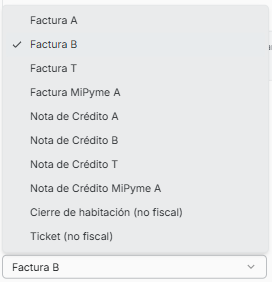 Factura A
Factura B
Factura T
Factura MiPyme A
Nota de Crédito A
Nota de Crédito B
Nota de Crédito T
Nota de Crédito MiPyme A
Cierre de habitación (no fiscal)
Ticket (no fiscal)
Factura B